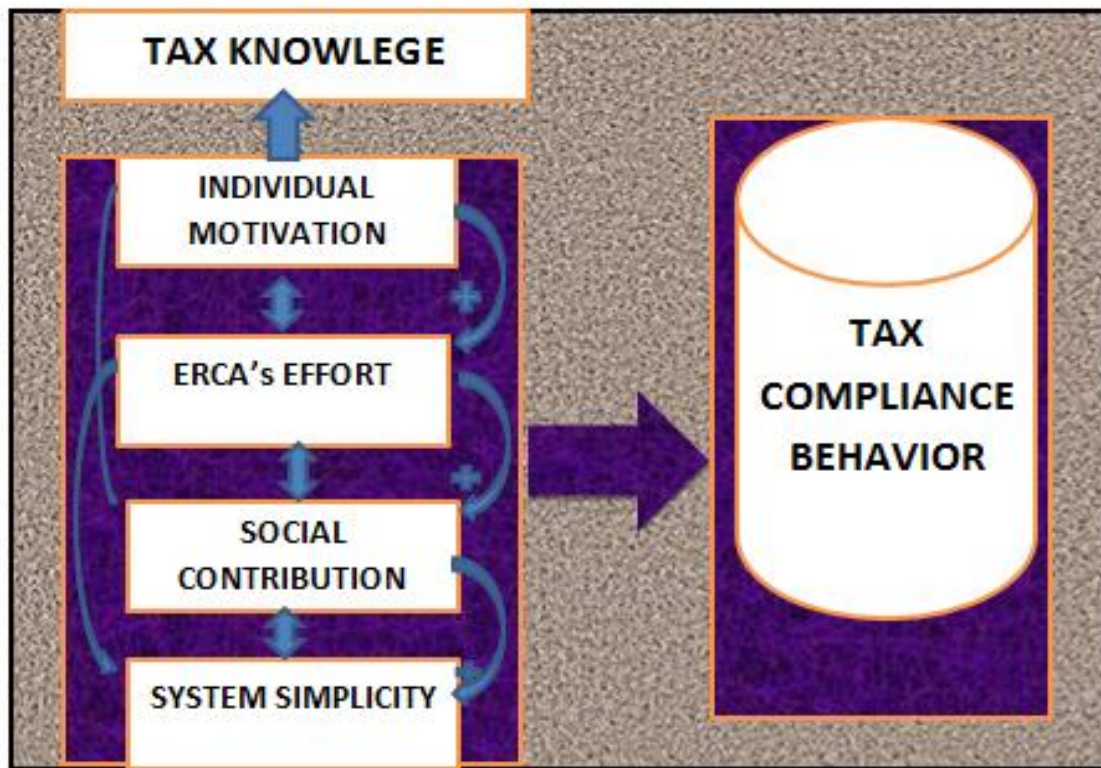 TAX KNOWLEGE
INDIVIDUAL
MOTIVATION
+
ERCA's EFFORT
+
SOCIAL
CONTRIBUTION
+
SYSTEM SIMPLICITY
TAX
COMPLIANCE
BEHAVIOR